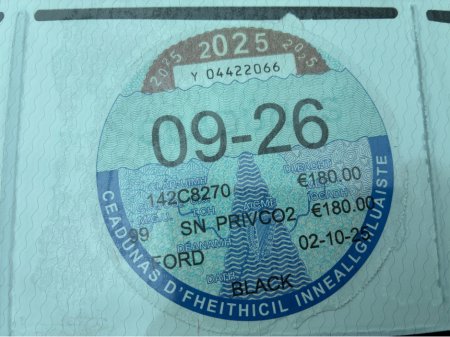 2025 2025 2025
Y 04422066
09-26
142C8270 €180.00
99 SN PRIVCO2 €180.00
FORD 02-10-25
BLACK
CEADÚNAS D'FHEITHICIL INNEALLGHLUAISTE